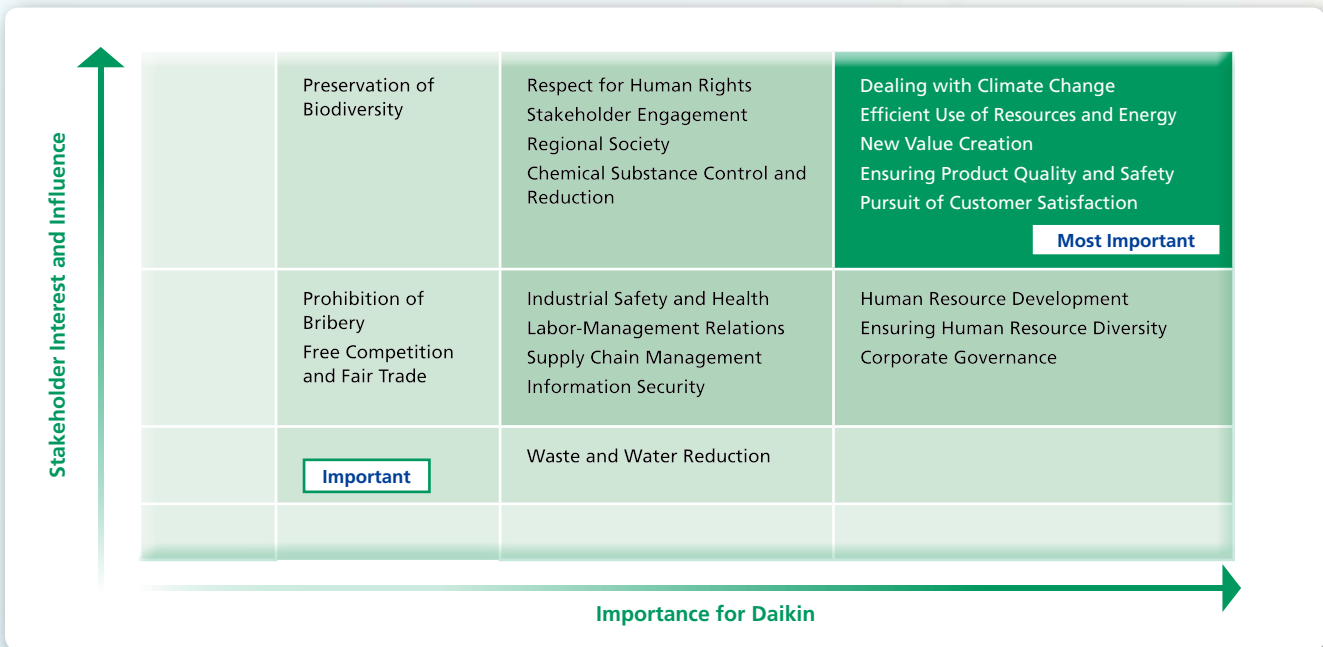 Stakeholder Interest and Influence
Preservation of
Biodiversity
Respect for Human Rights
Stakeholder Engagement
Regional Society
Chemical Substance Control and
Reduction
Dealing with Climate Change
Efficient Use of Resources and Energy
New Value Creation
Ensuring Product Quality and Safety
Pursuit of Customer Satisfaction
Most Important
Prohibition of
Bribery
Free Competition
and Fair Trade
Industrial Safety and Health
Labor-Management Relations
Supply Chain Management
Information Security
Human Resource Development
Ensuring Human Resource Diversity
Corporate Governance
Important
Waste and Water Reduction
Importance for Daikin